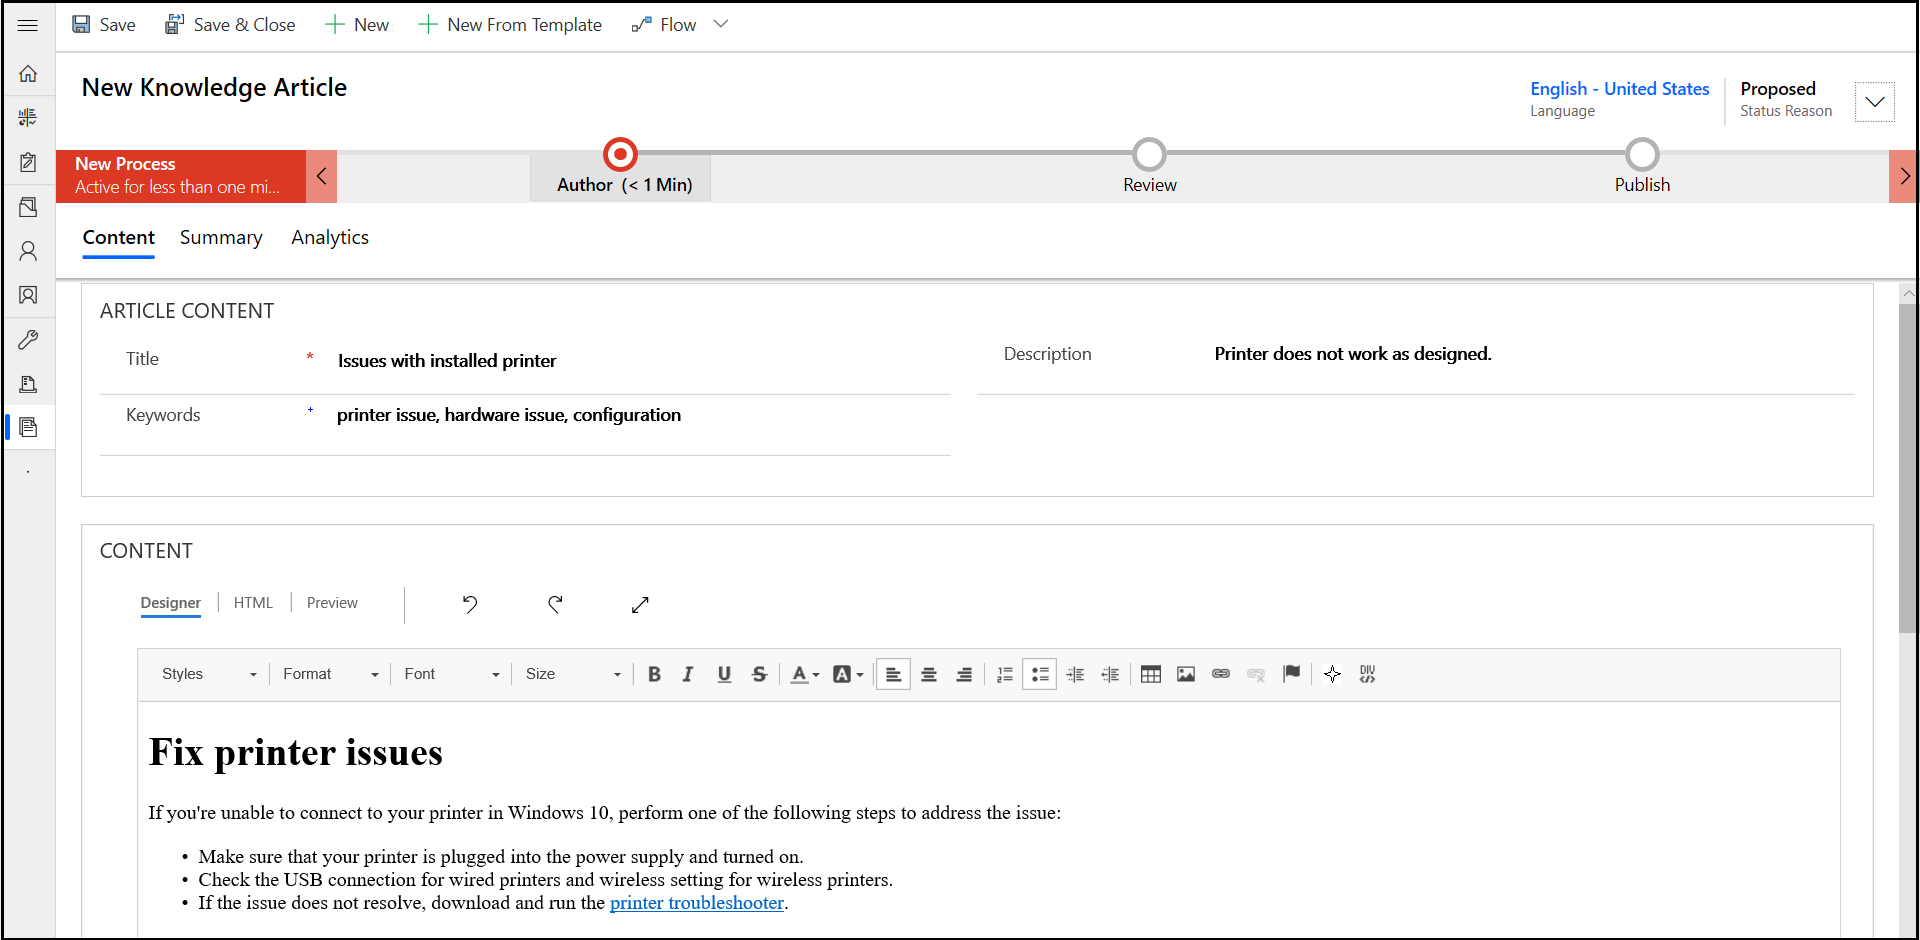 Save
Save & Close
New
New From Template
Flow
New Knowledge Article
English - United States
Language
Proposed
Status Reason
New Process
Active for less than one mi...
Author (< 1 Min)
Review
Publish
Content
Summary
Analytics
ARTICLE CONTENT
Title * Issues with installed printer
Description Printer does not work as designed.
Keywords + printer issue, hardware issue, configuration
CONTENT
Designer
HTML
Preview
Styles
Format
Font
Size
B I U S A A
DIV
Fix printer issues
If you're unable to connect to your printer in Windows 10, perform one of the following steps to address the issue:
• Make sure that your printer is plugged into the power supply and turned on.
• Check the USB connection for wired printers and wireless setting for wireless printers.
• If the issue does not resolve, download and run the printer troubleshooter.